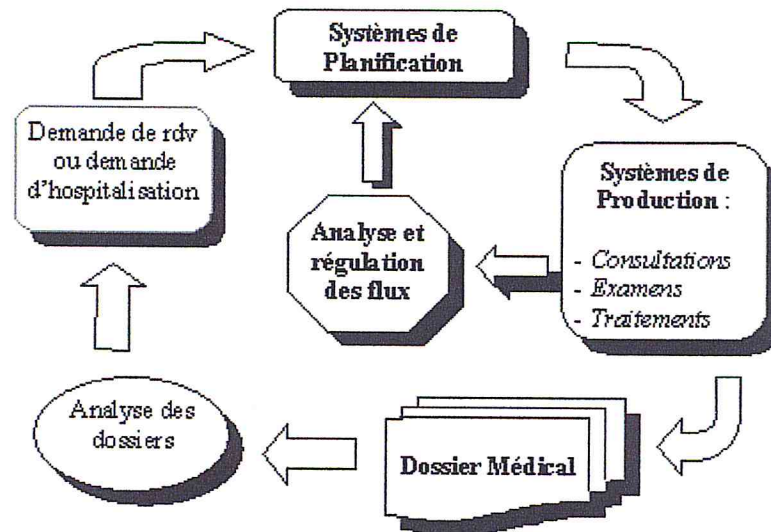 Systèmes de
Planification
Demande de rdv
ou demande
d'hospitalisation
Systèmes de
Production :
- Consultations
- Examens
- Traitements
Analyse et
régulation
des flux
Analyse des
dossiers
Dossier Médical